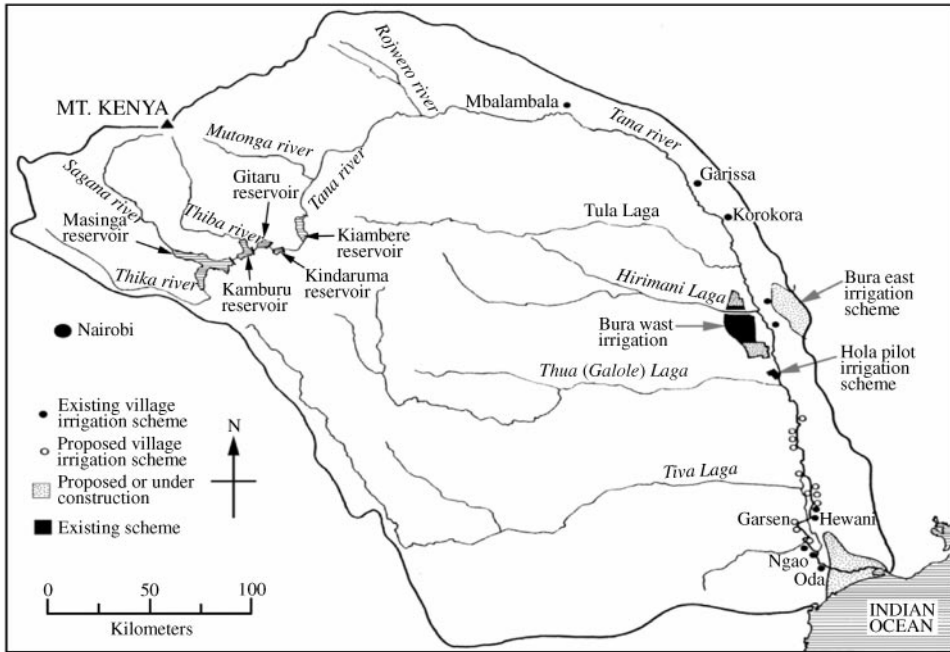 Rojwero river
Mbalambala
MT. KENYA
Mutonga river
Tana river
Garissa
Sagana river
Gitaru
reservoir
Tana river
Masinga
reservoir
Thiba river
Kiambere
reservoir
Tula Laga
Korokora
Thika river
Kamburu
reservoir
Kindaruma
reservoir
Hirimani Laga
Bura east
irrigation
scheme
Nairobi
Bura wast
irrigation
Hola pilot
irrigation
scheme
Thua (Galole) Laga
Existing village
irrigation scheme
Proposed village
irrigation scheme
Proposed or under
construction
Existing scheme
N
Tiva Laga
Garsen
Hewani
Ngao
Oda
0 50 100
Kilometers
INDIAN
OCEAN